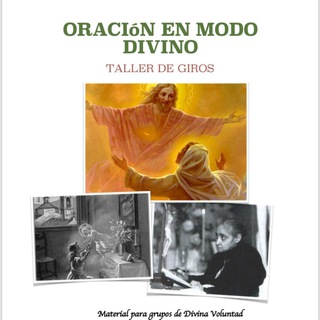 ORACIóN EN MODO
DIVINO
TALLER DE GIROS
Material para grupos de Divina Voluntad